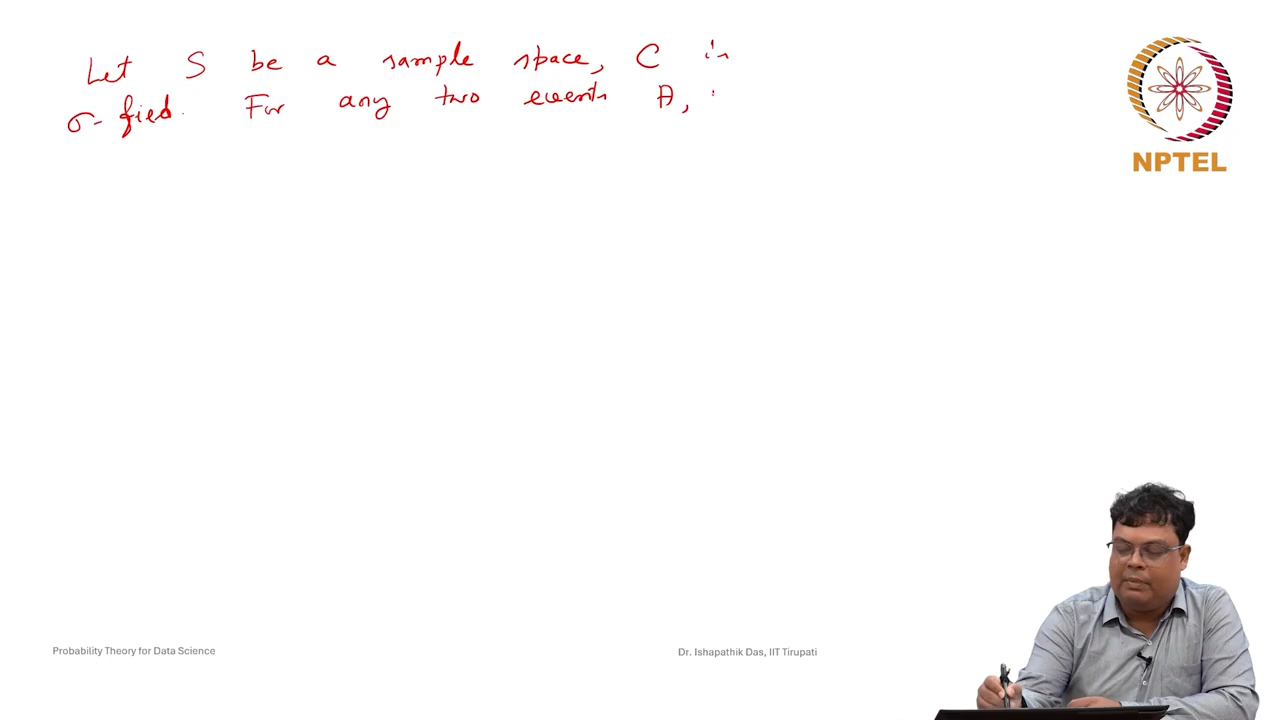 Let S be a sample space, C is
σ- fied. For any two events A,
NPTEL
Probability Theory for Data Science
Dr. Ishapathik Das, IIT Tirupati